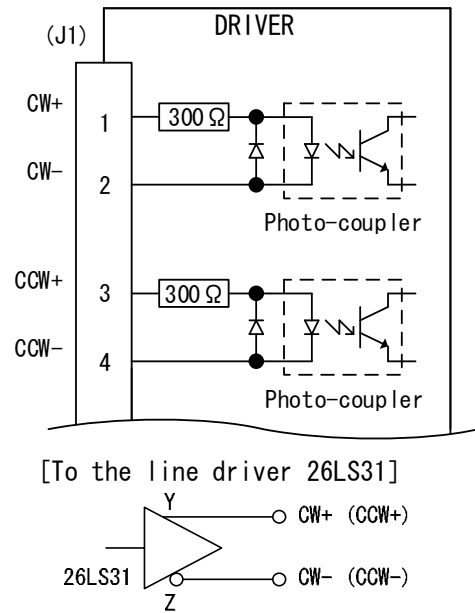 DRIVER
(J1)
CW+
1
300Ω
CW-
2
Photo-coupler
CCW+
3
300Ω
CCW-
4
Photo-coupler
[To the line driver 26LS31]
Y
CW+ (CCW+)
26LS31
Z
CW- (CCW-)